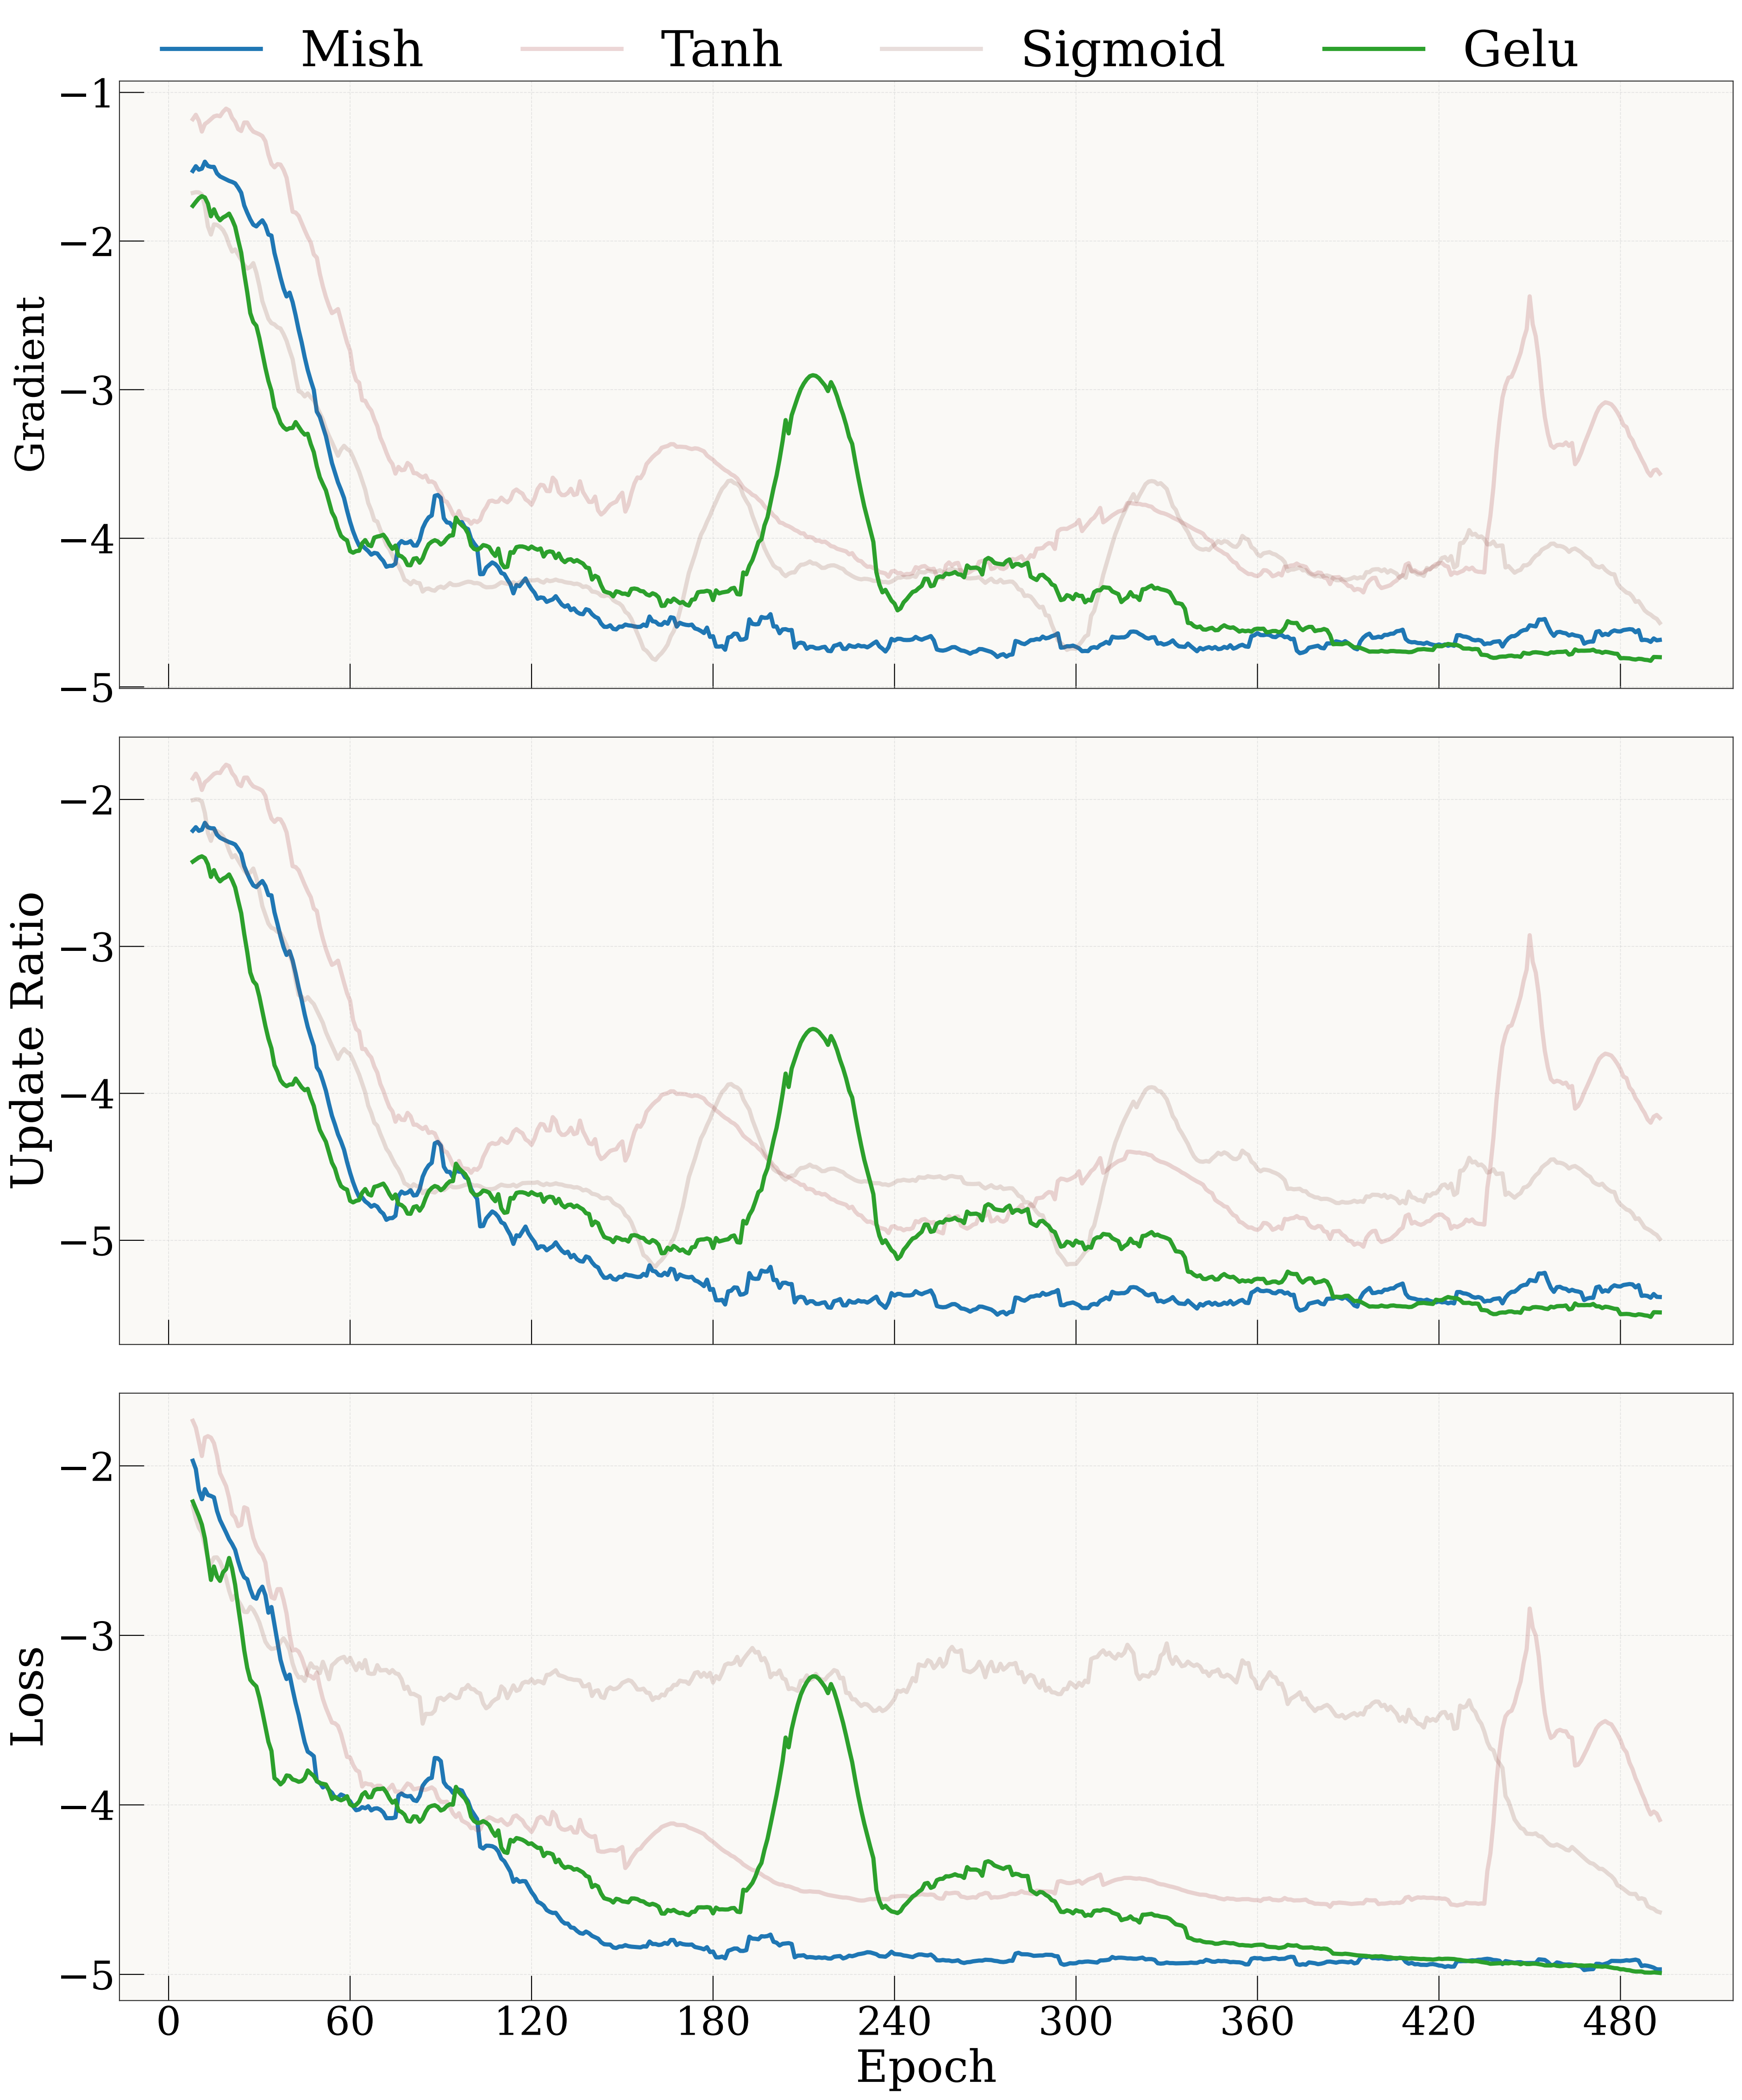 Mish Tanh Sigmoid Gelu
−1
−2
−3
−4
−5
Gradient
−2
−3
−4
−5
Update Ratio
−2
−3
−4
−5
Loss
0 60 120 180 240 300 360 420 480
Epoch